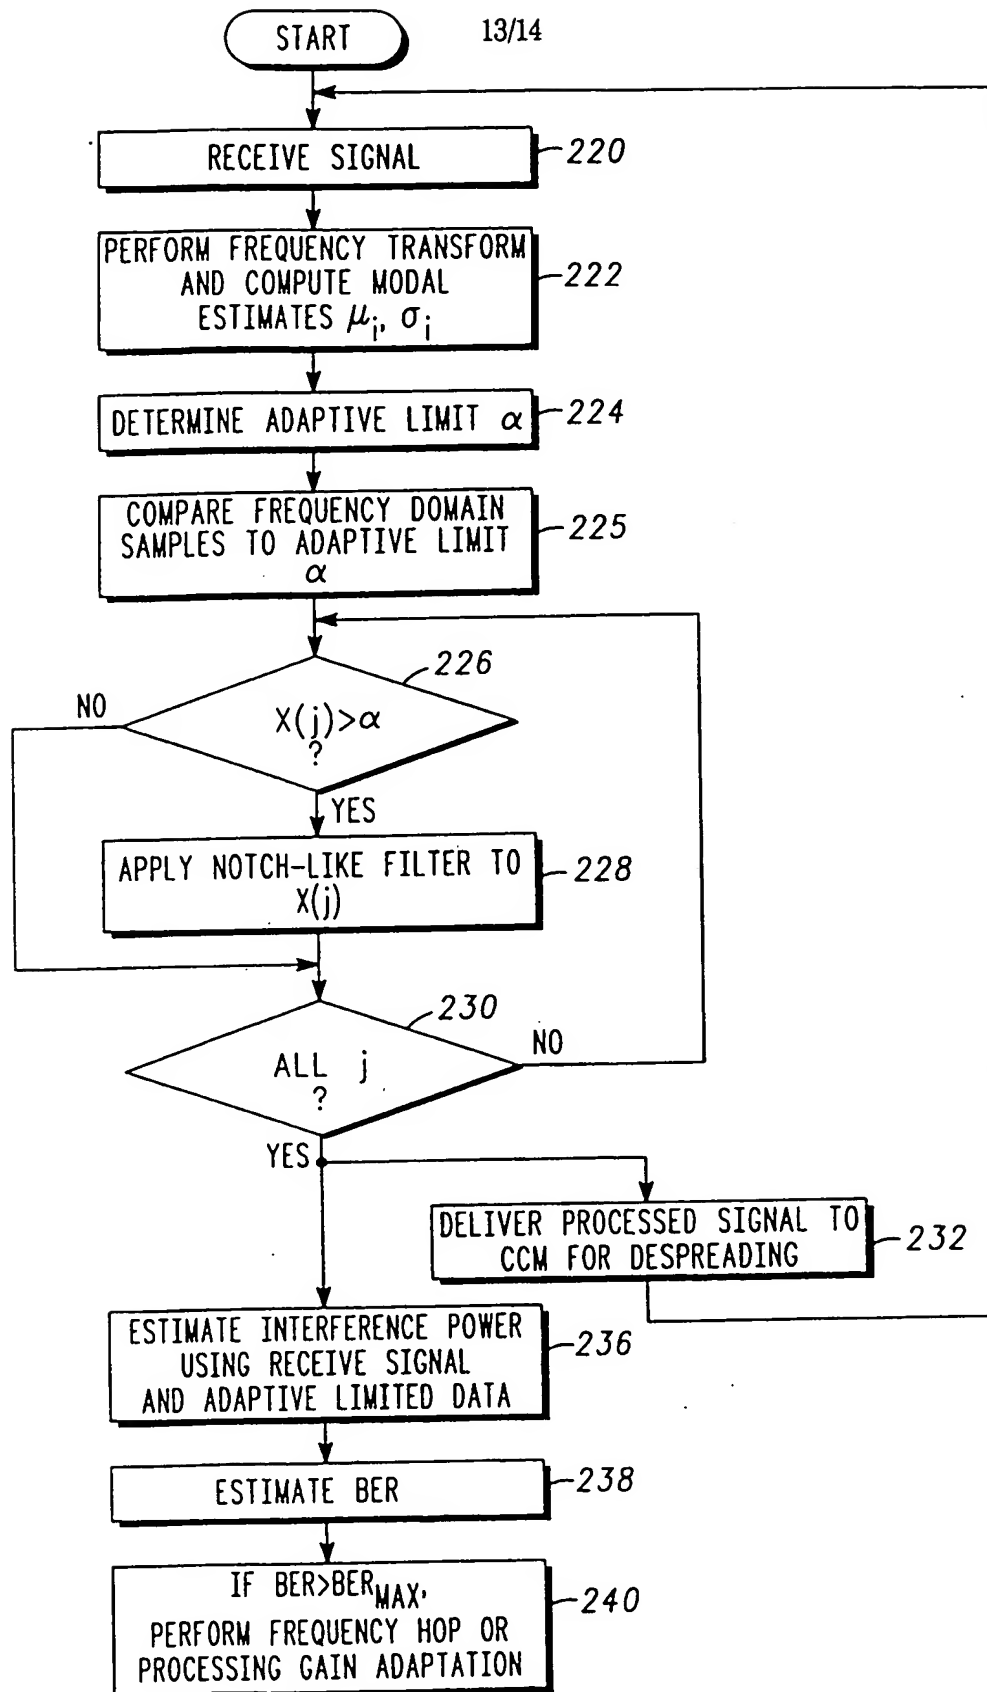 START
13/14
RECEIVE SIGNAL
220
PERFORM FREQUENCY TRANSFORM
AND COMPUTE MODAL
ESTIMATES μi, σi
222
DETERMINE ADAPTIVE LIMIT α
224
COMPARE FREQUENCY DOMAIN
SAMPLES TO ADAPTIVE LIMIT
α
225
226
NO
X(j)>α
?
YES
APPLY NOTCH-LIKE FILTER TO
X(j)
228
230
NO
ALL j
?
YES
DELIVER PROCESSED SIGNAL TO
CCM FOR DESPREADING
232
ESTIMATE INTERFERENCE POWER
USING RECEIVE SIGNAL
AND ADAPTIVE LIMITED DATA
236
ESTIMATE BER
238
IF BER>BERMAX,
PERFORM FREQUENCY HOP OR
PROCESSING GAIN ADAPTATION
240